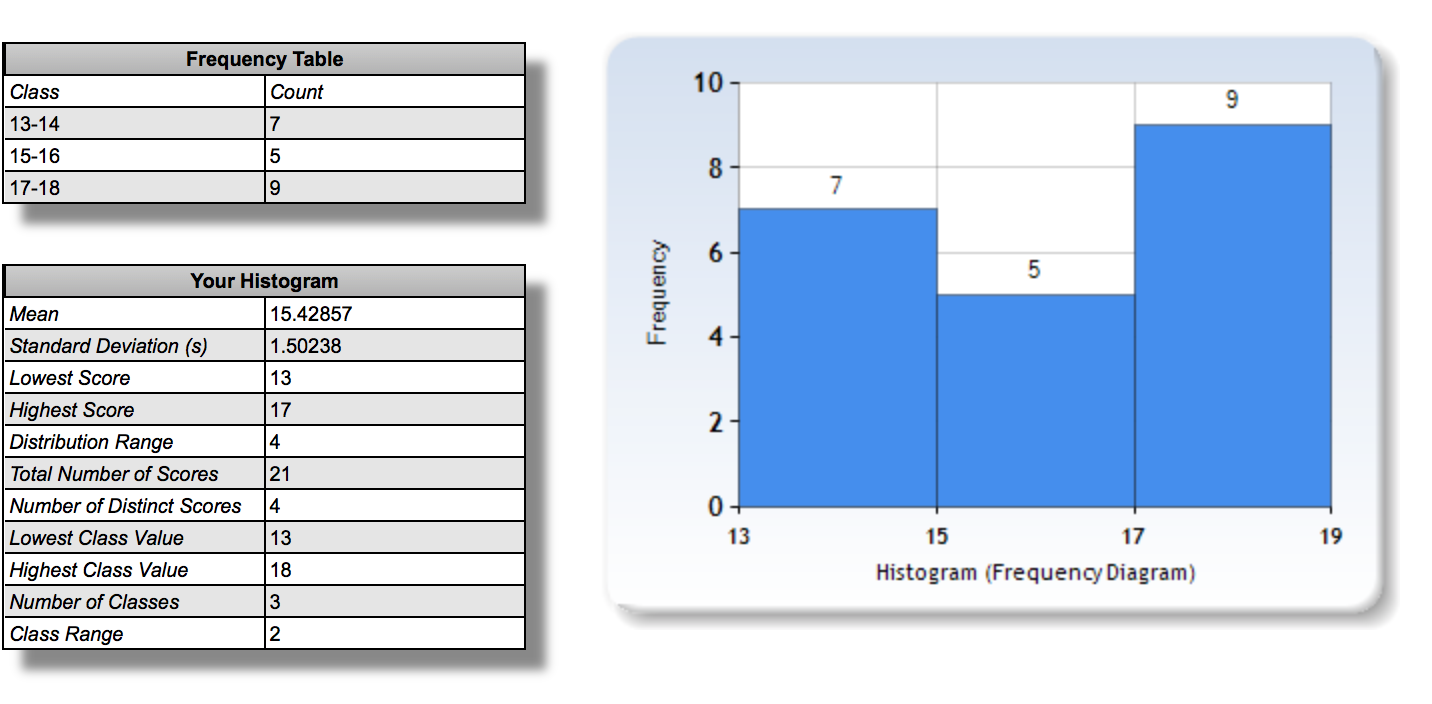 Frequency Table
Class Count
13-14 7
15-16 5
17-18 9
Your Histogram
Mean 15.42857
Standard Deviation (s) 1.50238
Lowest Score 13
Highest Score 17
Distribution Range 4
Total Number of Scores 21
Number of Distinct Scores 4
Lowest Class Value 13
Highest Class Value 18
Number of Classes 3
Class Range 2
10
9
8
7
6
5
Frequency
4
2
0
13 15 17 19
Histogram (Frequency Diagram)